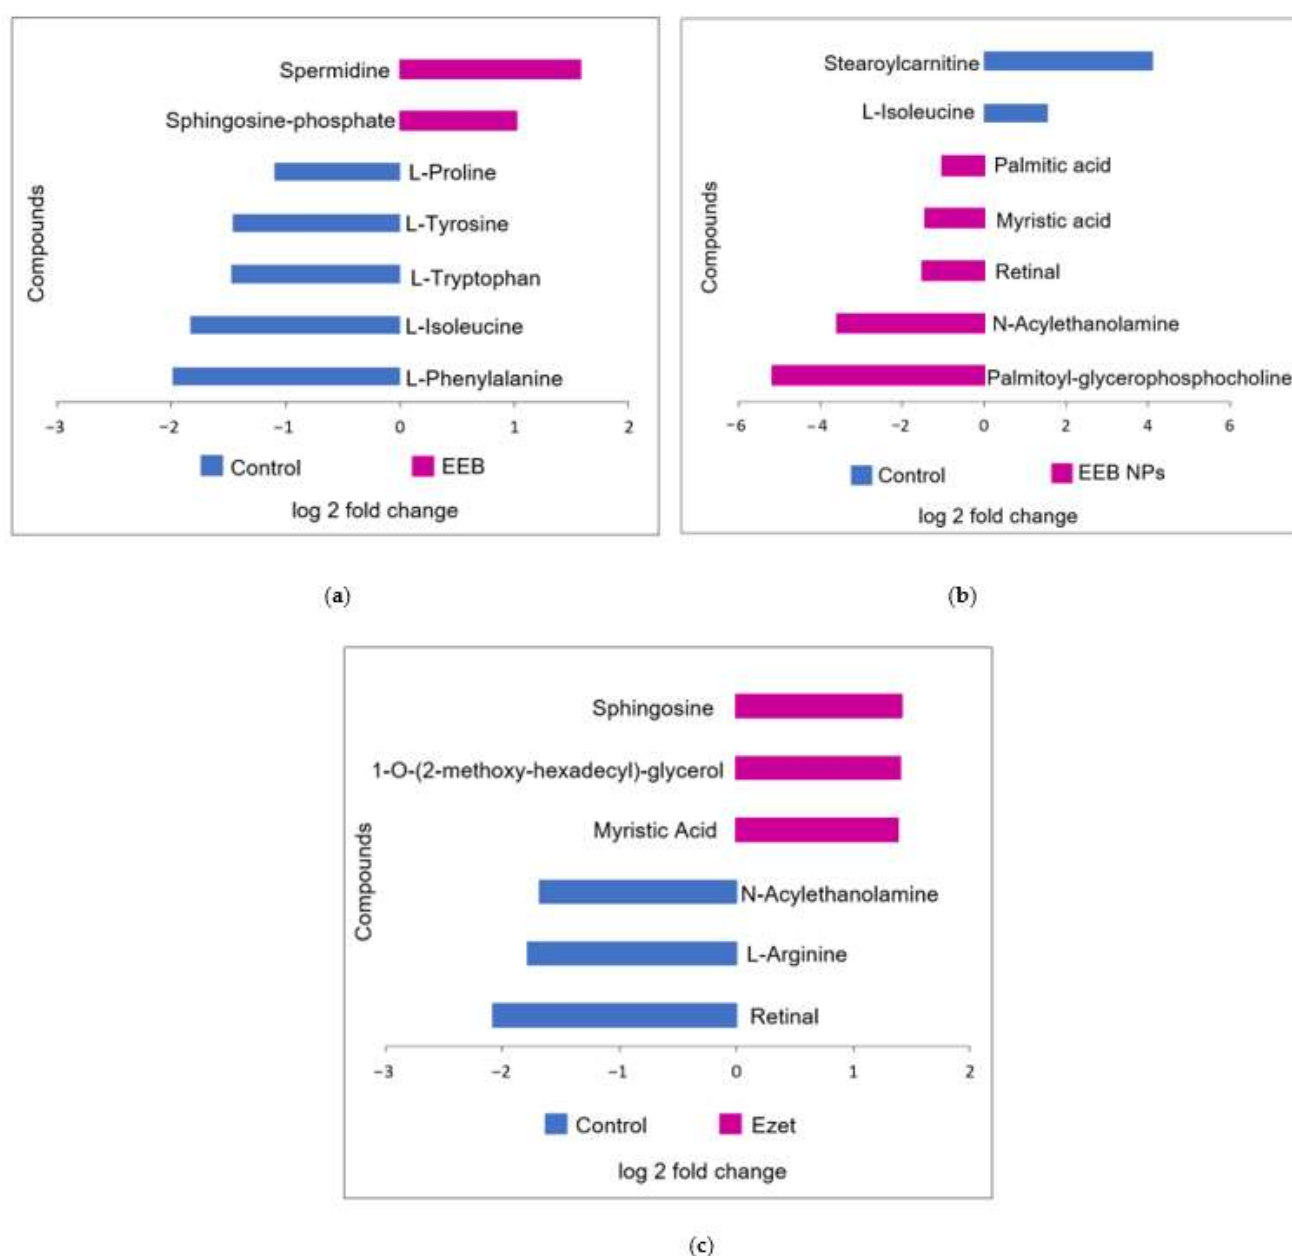 Spermidine
Sphingosine-phosphate
L-Proline
L-Tyrosine
L-Tryptophan
L-Isoleucine
L-Phenylalanine
Compounds
−3 −2 −1 0 1 2
Control EEB
log 2 fold change
(a)
Stearoylcarnitine
L-Isoleucine
Palmitic acid
Myristic acid
Retinal
N-Acylethanolamine
Palmitoyl-glycerophosphocholine
Compounds
−6 −4 −2 0 2 4 6
Control EEB NPs
log 2 fold change
(b)
Sphingosine
1-O-(2-methoxy-hexadecyl)-glycerol
Myristic Acid
N-Acylethanolamine
L-Arginine
Retinal
Compounds
−3 −2 −1 0 1 2
Control Ezet
log 2 fold change
(c)